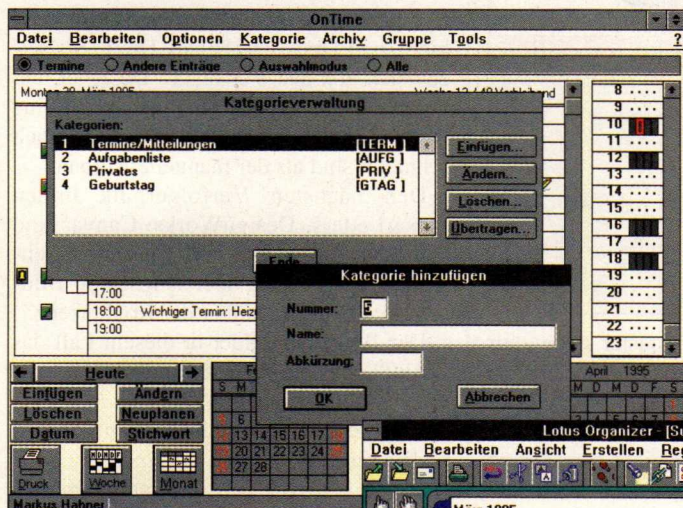 OnTime
Datei Bearbeiten Optionen Kategorie Archiv Gruppe Tools ?
Termine Andere Einträge Auswahlmodus Alle
Kategorieverwaltung
Kategorien:
1 Termine/Mitteilungen [TERM ]
2 Aufgabenliste [AUFG ]
3 Privates [PRIV ]
4 Geburtstag [GTAG ]
Einfügen...
Ändern...
Löschen...
Übertragen...
Ende
8 ....
9 ....
10
11 ....
12
13 ....
14 ....
15 ....
16
17 ....
18
19 ....
20 ....
21 ....
22 ....
23 ....
17:00
18:00 Wichtiger Termin: Heiz
19:00
Kategorie hinzufügen
Nummer: 5
Name:
Abkürzung:
OK Abbrechen
Heute
Einfügen Ändern
Löschen Neuplanen
Datum Stichwort
Druck Woche Monat
S M
6
13 14 15 16 17
20 21 22 23 24
27 28
April 1995
M D M D F S
Markus Hahner
Lotus Organizer - [Su
Datei Bearbeiten Ansicht Erstellen Reg
März 1995